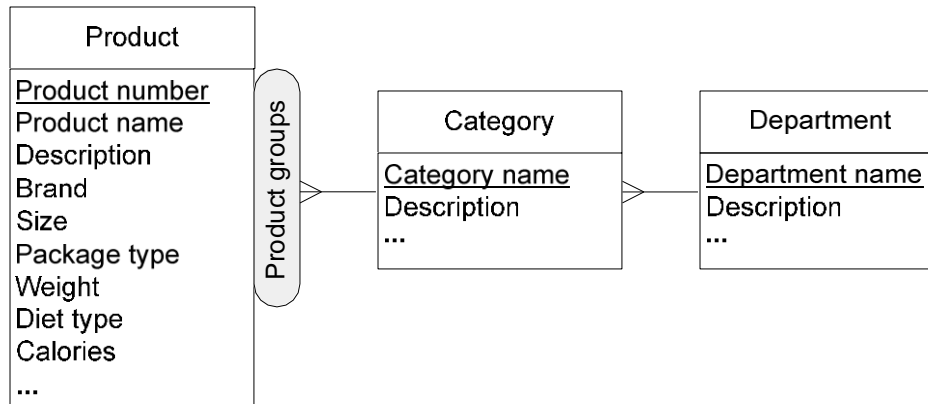 Product
Product number
Product name
Description
Brand
Size
Package type
Weight
Diet type
Calories
...
Product groups
Category
Category name
Description
...
Department
Department name
Description
...